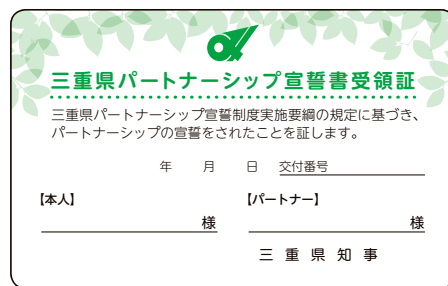 三重県パートナーシップ宣誓書受領証
三重県パートナーシップ宣誓制度実施要綱の規定に基づき、
パートナーシップの宣誓をされたことを証します。
年　月　日　交付番号
【本人】　【パートナー】
様　様
三 重 県 知 事